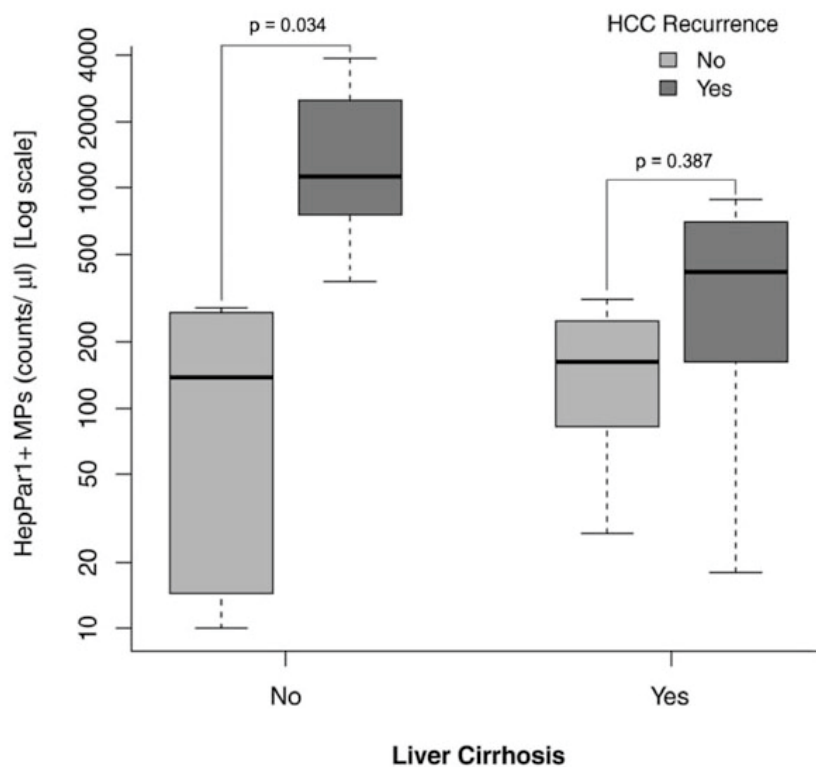 p = 0.034
HCC Recurrence
No
Yes
p = 0.387
HepPar1+ MPs (counts/ μl) [Log scale]
4000
2000
1000
500
200
100
50
20
10
No
Yes
Liver Cirrhosis